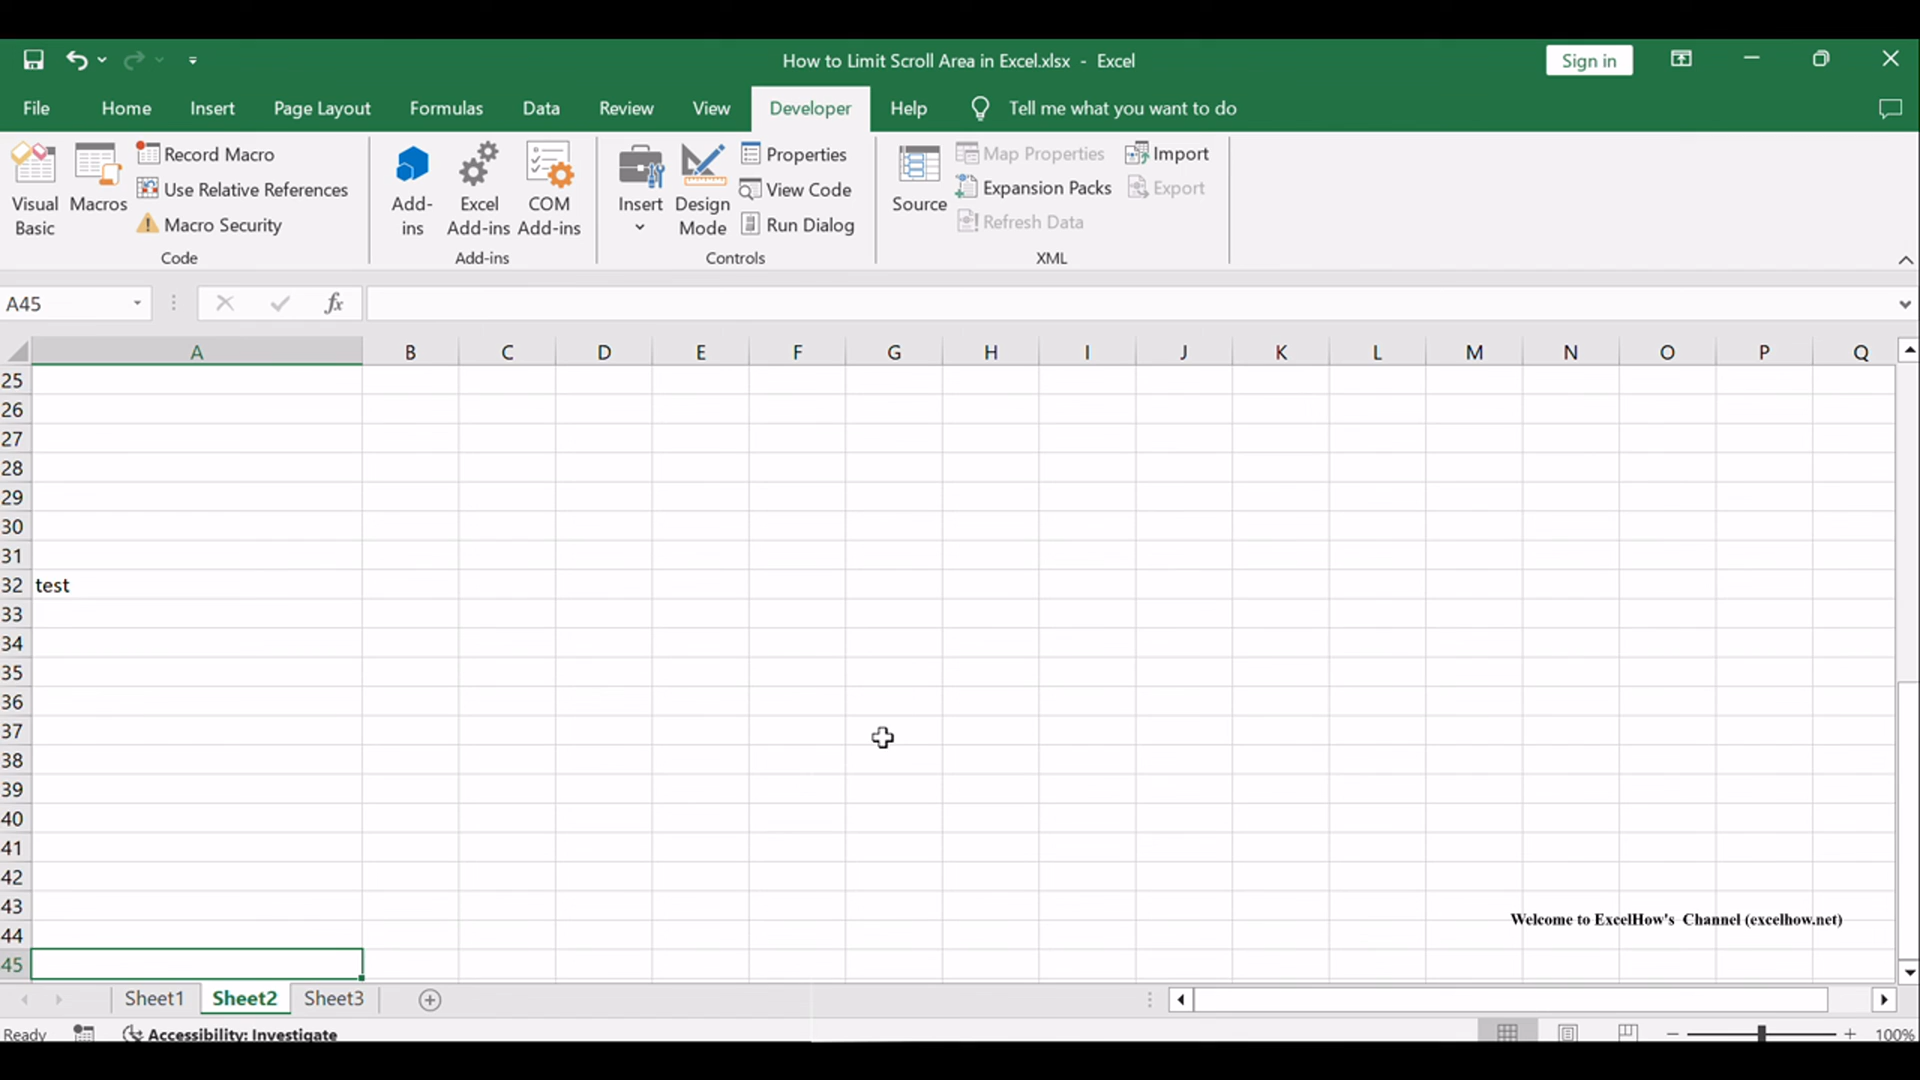 How to Limit Scroll Area in Excel.xlsx - Excel
Sign in
File Home Insert Page Layout Formulas Data Review View Developer Help Tell me what you want to do
Visual Basic
Macros
Record Macro
Use Relative References
Macro Security
Code
Add-ins
Excel Add-ins
COM Add-ins
Add-ins
Insert
Design Mode
Properties
View Code
Run Dialog
Controls
Source
Map Properties
Expansion Packs
Refresh Data
Import
Export
XML
A45
fx
A B C D E F G H I J K L M N O P Q
25
26
27
28
29
30
31
32 test
33
34
35
36
37
38
39
40
41
42
43
Welcome to ExcelHow's Channel (excelhow.net)
44
45
Sheet1 Sheet2 Sheet3
Ready Accessibility: Investigate 100%